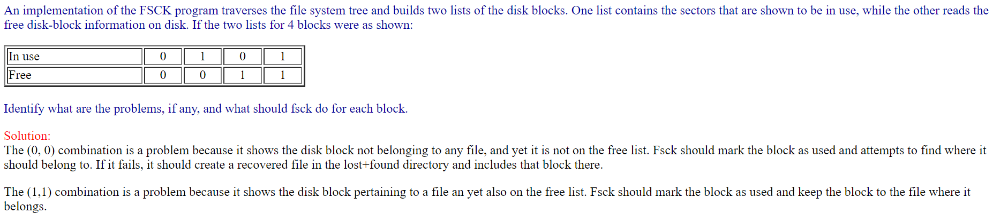 An implementation of the FSCK program traverses the file system tree and builds two lists of the disk blocks. One list contains the sectors that are shown to be in use, while the other reads the
free disk-block information on disk. If the two lists for 4 blocks were as shown:
In use 0 1 0 1
Free 0 0 1 1
Identify what are the problems, if any, and what should fsck do for each block.
Solution:
The (0, 0) combination is a problem because it shows the disk block not belonging to any file, and yet it is not on the free list. Fsck should mark the block as used and attempts to find where it
should belong to. If it fails, it should create a recovered file in the lost+found directory and includes that block there.
The (1,1) combination is a problem because it shows the disk block pertaining to a file an yet also on the free list. Fsck should mark the block as used and keep the block to the file where it
belongs.